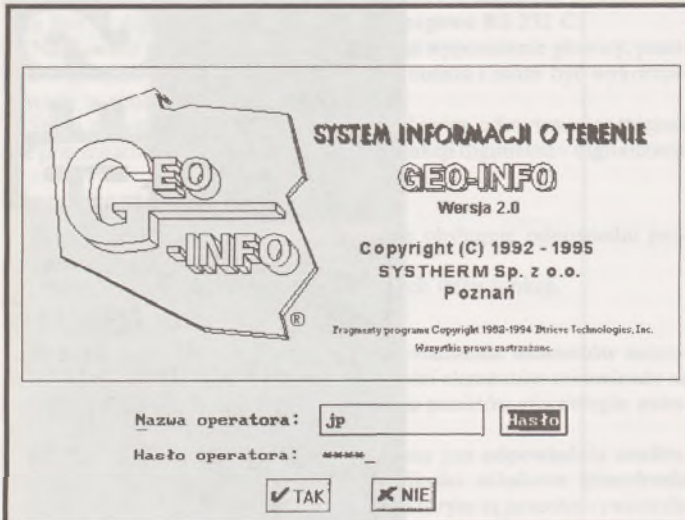 GEO
-INFO
®
SYSTEM INFORMACJI O TERENIE
GEO-INFO
Wersja 2.0
Copyright (C) 1992 - 1995
SYSTHERM Sp. z o.o.
Poznań
Fragmenty programu Copyright 1982-1994 Btrieve Technologies, Inc.
Wszystkie prawa zastrzeżone.
Nazwa operatora: jp Hasło
Hasło operatora: ****_
TAK NIE